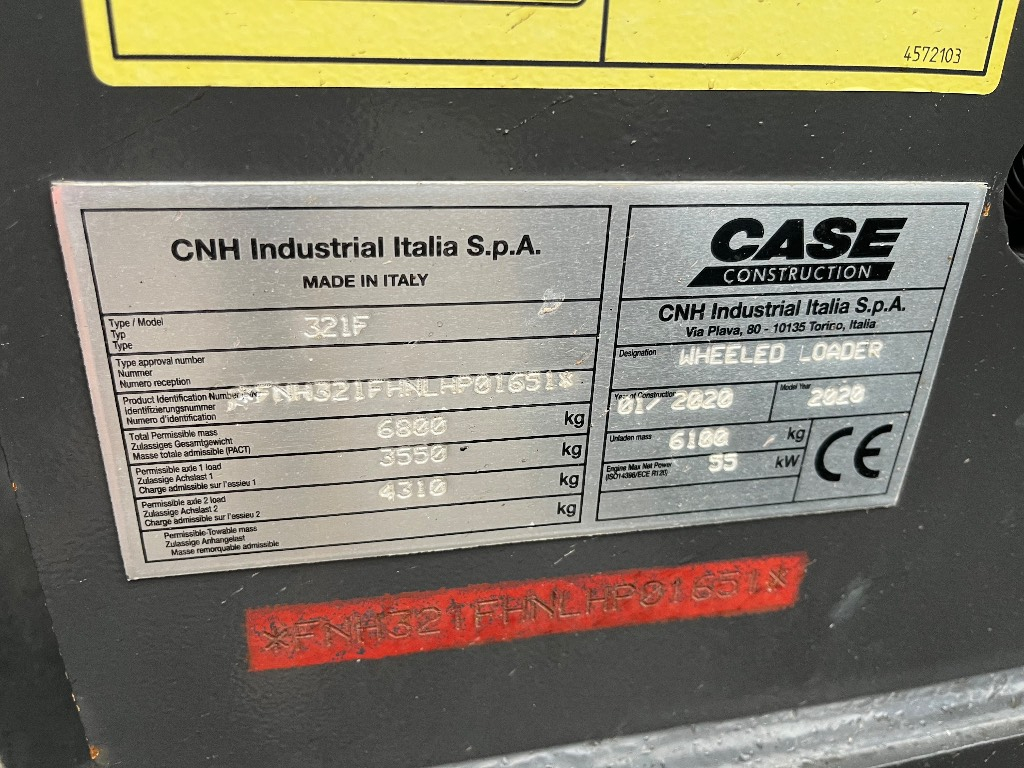 4572103
CNH Industrial Italia S.p.A.
MADE IN ITALY
Type / Model
Typ
Type
321F
Type approval number
Nummer
Numero reception
Product Identification Number
Identifizierungsnummer
Numero d'identification
*FNH321FHNLHP01651*
Total Permissible mass
Zulassiges Gesamtgewicht
Masse totale admissible (PACT)
6800 kg
Permissible axle 1 load
Zulassige Achslast 1
Charge admissible sur l'essieu 1
3550 kg
Permissible axle 2 load
Zulassige Achslast 2
Charge admissible sur l'essieu 2
4310 kg
Permissible Towable mass
Zulassige Anhangelast
Masse remorquable admissible
kg
CASE
CONSTRUCTION
CNH Industrial Italia S.p.A.
Via Plava, 80 - 10135 Torino, Italia
Designation WHEELED LOADER
Year of Construction
01/ 2020
Model Year
2020
Unladen mass 6100 kg
Engine Max Net Power
(ISO14396/ECE R120)
55 kW
CE
*FNH321FHNLHP01651*